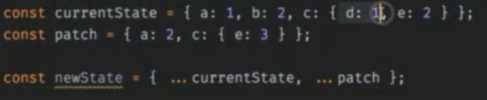 const currentState = { a: 1, b: 2, c: { d: 1, e: 2 } };
const patch = { a: 2, c: { e: 3 } };
const newState = { ...currentState, ...patch };